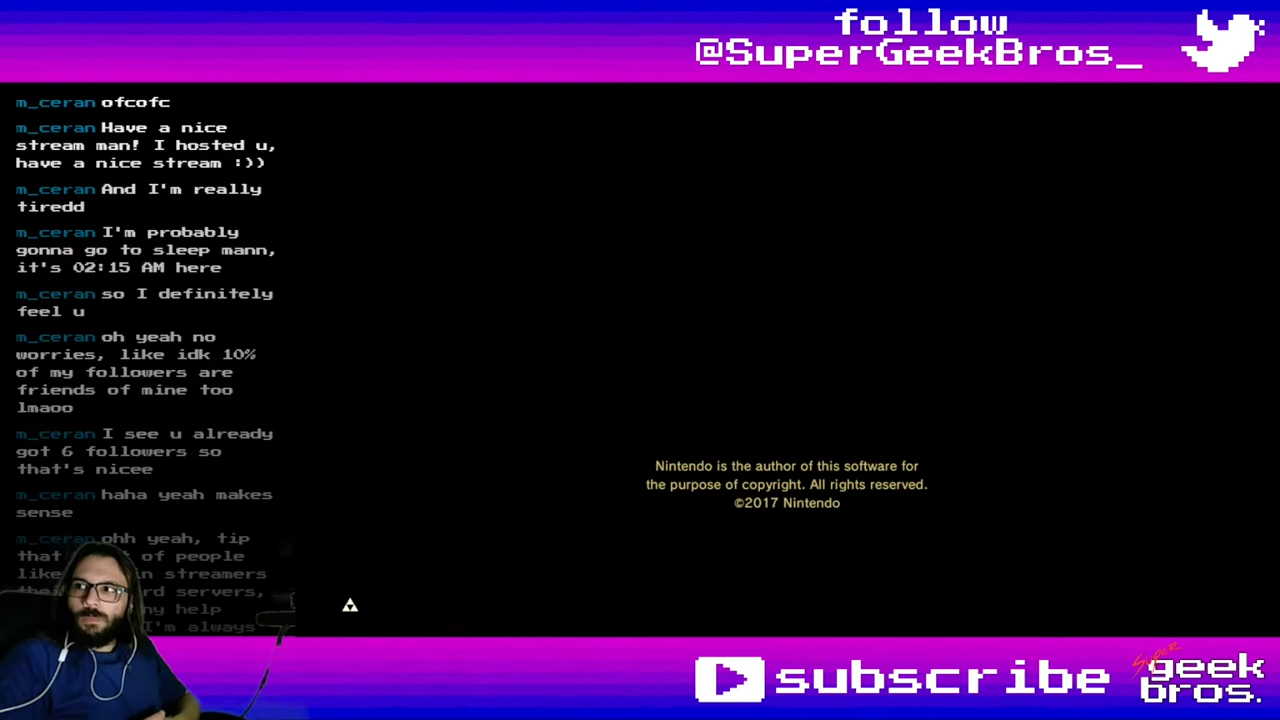 follow
@SuperGeekBros_
m_ceran ofcofc
m_ceran Have a nice
stream man! I hosted u,
have a nice stream :))
m_ceran And I'm really
tiredd
m_ceran I'm probably
gonna go to sleep mann,
it's 02:15 AM here
m_ceran so I definitely
feel u
m_ceran oh yeah no
worries, like idk 10%
of my followers are
friends of mine too
lmaoo
m_ceran I see u already
got 6 followers so
that's nicee
m_ceran haha yeah makes
sense
m_ceran ohh yeah, tip
that of people
like streamers
servers,
help
I'm always
Nintendo is the author of this software for
the purpose of copyright. All rights reserved.
©2017 Nintendo
subscribe
Super
geek
bros.